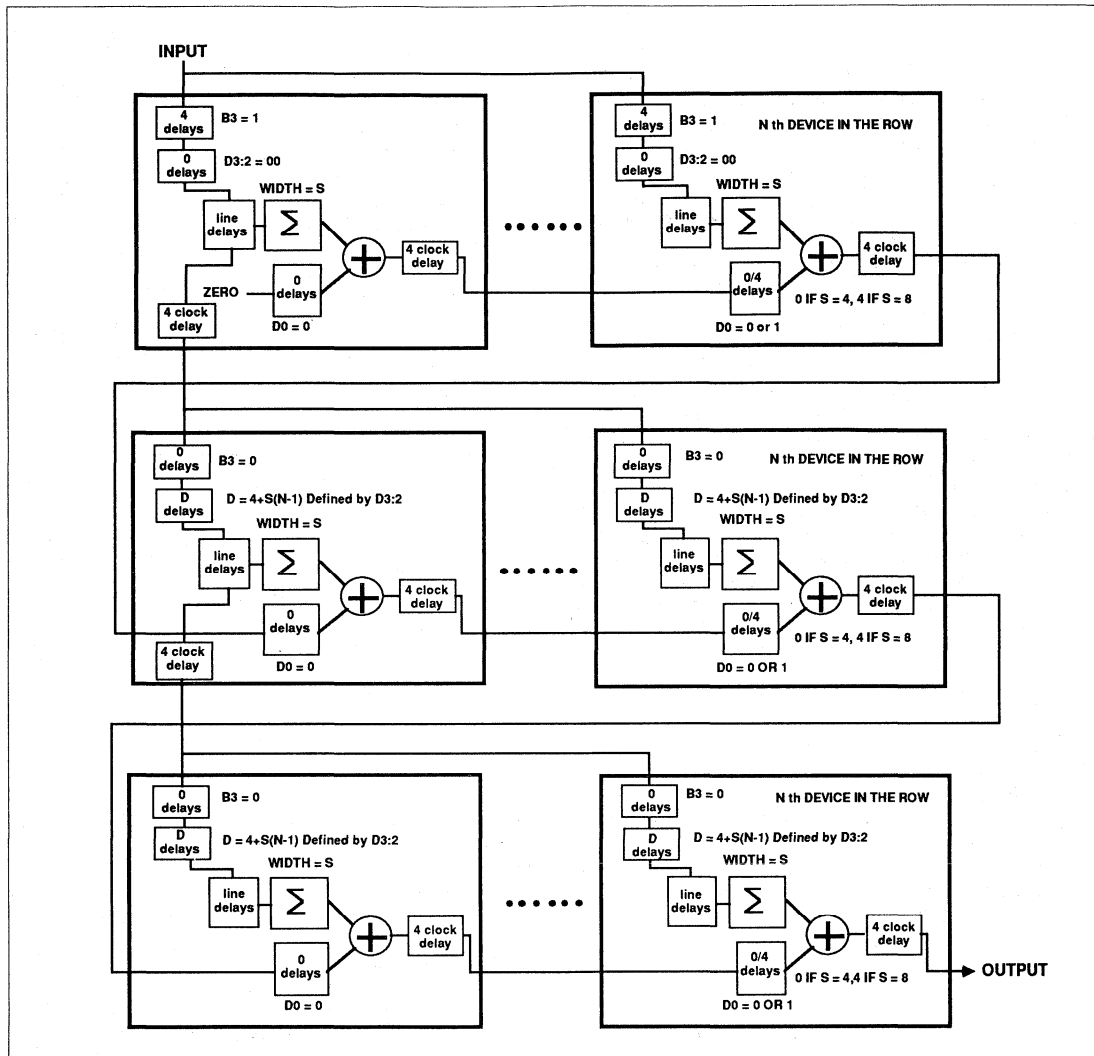 INPUT
4 delays
B3 = 1
0 delays
D3:2 = 00
WIDTH = S
line delays
Σ
+
4 clock delay
ZERO
0 delays
D0 = 0
4 clock delay
4 delays
B3 = 1
N th DEVICE IN THE ROW
0 delays
D3:2 = 00
WIDTH = S
line delays
Σ
+
4 clock delay
0/4 delays
0 IF S = 4, 4 IF S = 8
D0 = 0 or 1
0 delays
B3 = 0
D delays
D = 4+S(N-1) Defined by D3:2
WIDTH = S
line delays
Σ
+
4 clock delay
0 delays
D0 = 0
4 clock delay
0 delays
B3 = 0
N th DEVICE IN THE ROW
D delays
D = 4+S(N-1) Defined by D3:2
WIDTH = S
line delays
Σ
+
4 clock delay
0/4 delays
0 IF S = 4, 4 IF S = 8
D0 = 0 OR 1
0 delays
B3 = 0
D delays
D = 4+S(N-1) Defined by D3:2
WIDTH = S
line delays
Σ
+
4 clock delay
0 delays
D0 = 0
0 delays
B3 = 0
N th DEVICE IN THE ROW
D delays
D = 4+S(N-1) Defined by D3:2
WIDTH = S
line delays
Σ
+
4 clock delay
0/4 delays
0 IF S = 4,4 IF S = 8
D0 = 0 OR 1
OUTPUT